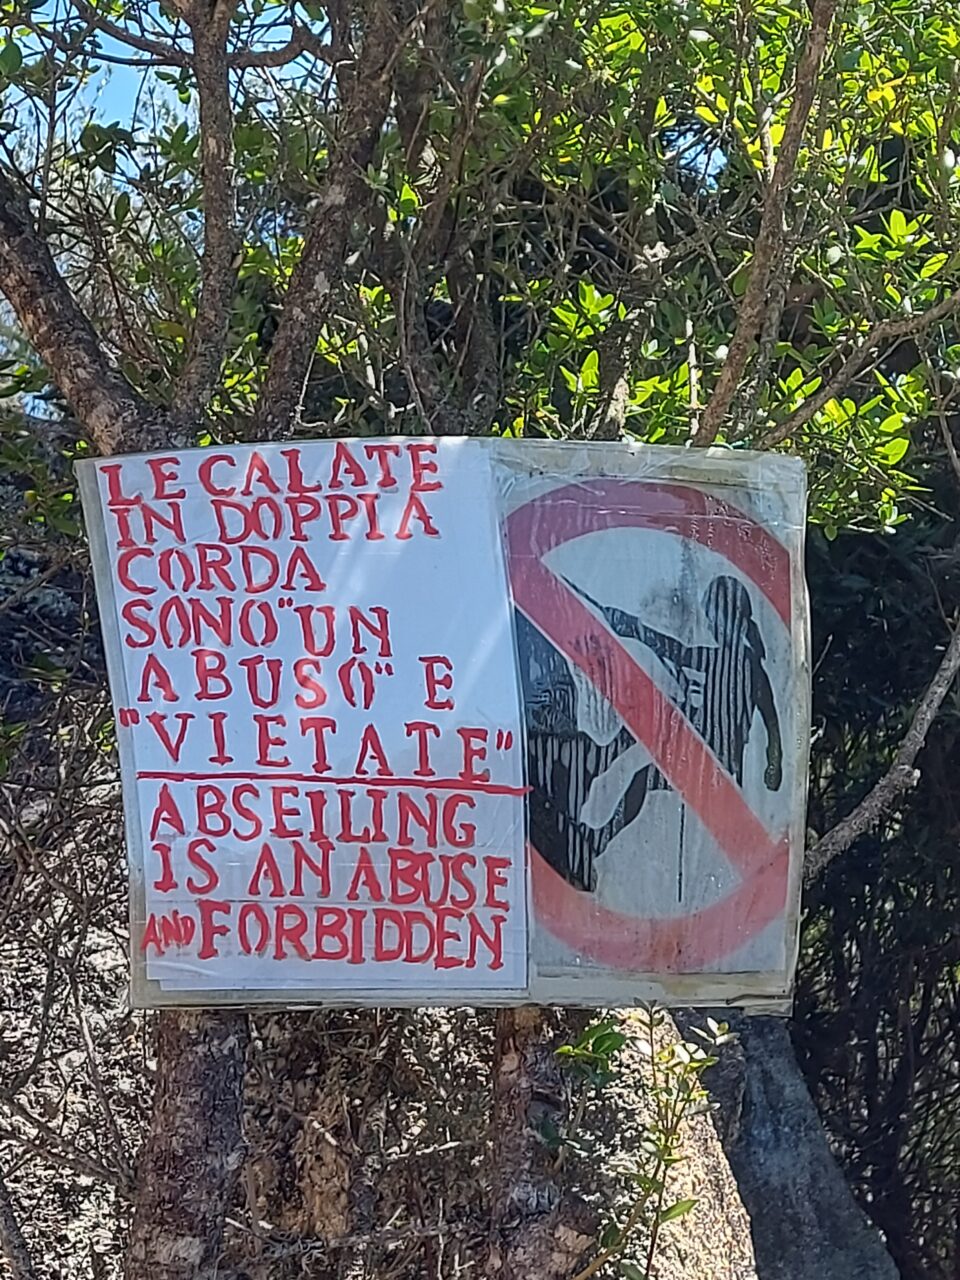 LE CALATE
IN DOPPIA
CORDA
SONO "UN
ABUSO" E
"VIETATE"
ABSEILING
IS AN ABUSE
AND FORBIDDEN